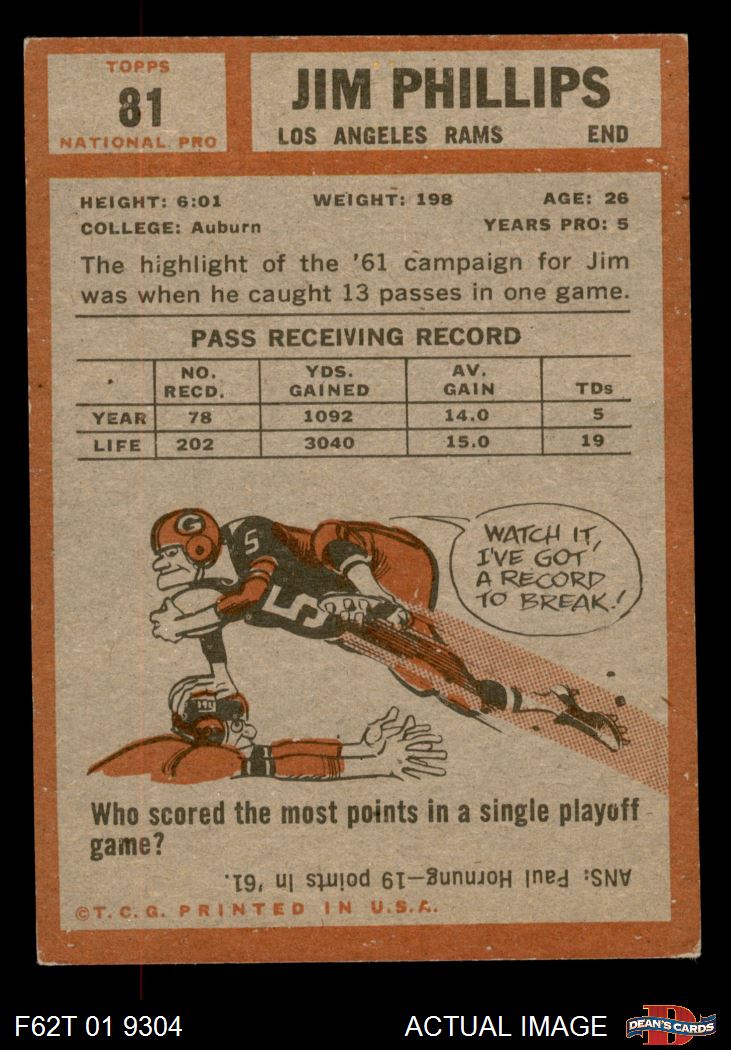 TOPPS
81
NATIONAL PRO
JIM PHILLIPS
LOS ANGELES RAMS END
HEIGHT: 6:01 WEIGHT: 198 AGE: 26
COLLEGE: Auburn YEARS PRO: 5
The highlight of the '61 campaign for Jim
was when he caught 13 passes in one game.
PASS RECEIVING RECORD
NO. RECD. YDS. GAINED AV. GAIN TDs
YEAR 78 1092 14.0 5
LIFE 202 3040 15.0 19
G
5
5
WATCH IT,
I'VE GOT
A RECORD
TO BREAK!
Who scored the most points in a single playoff
game?
ANS: Paul Hornung—19 points in '61.
©T.C.G. PRINTED IN U.S.A.
F62T 01 9304 ACTUAL IMAGE
D
DEAN'S CARDS